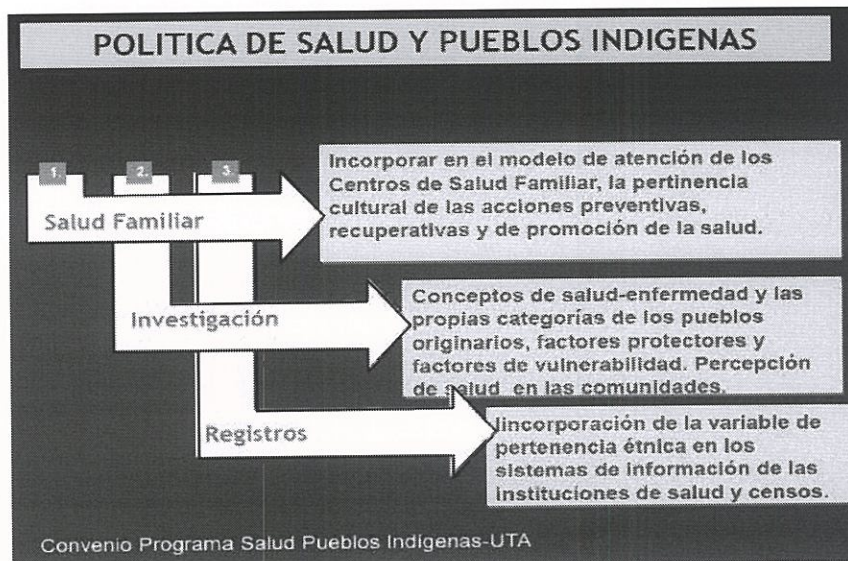 POLITICA DE SALUD Y PUEBLOS INDIGENAS
1.
2.
3.
Salud Familiar
Incorporar en el modelo de atención de los
Centros de Salud Familiar, la pertinencia
cultural de las acciones preventivas,
recuperativas y de promoción de la salud.
Investigación
Conceptos de salud-enfermedad y las
propias categorías de los pueblos
originarios, factores protectores y
factores de vulnerabilidad. Percepción
de salud en las comunidades.
Registros
Iincorporación de la variable de
pertenencia étnica en los
sistemas de información de las
instituciones de salud y censos.
Convenio Programa Salud Pueblos Indígenas-UTA